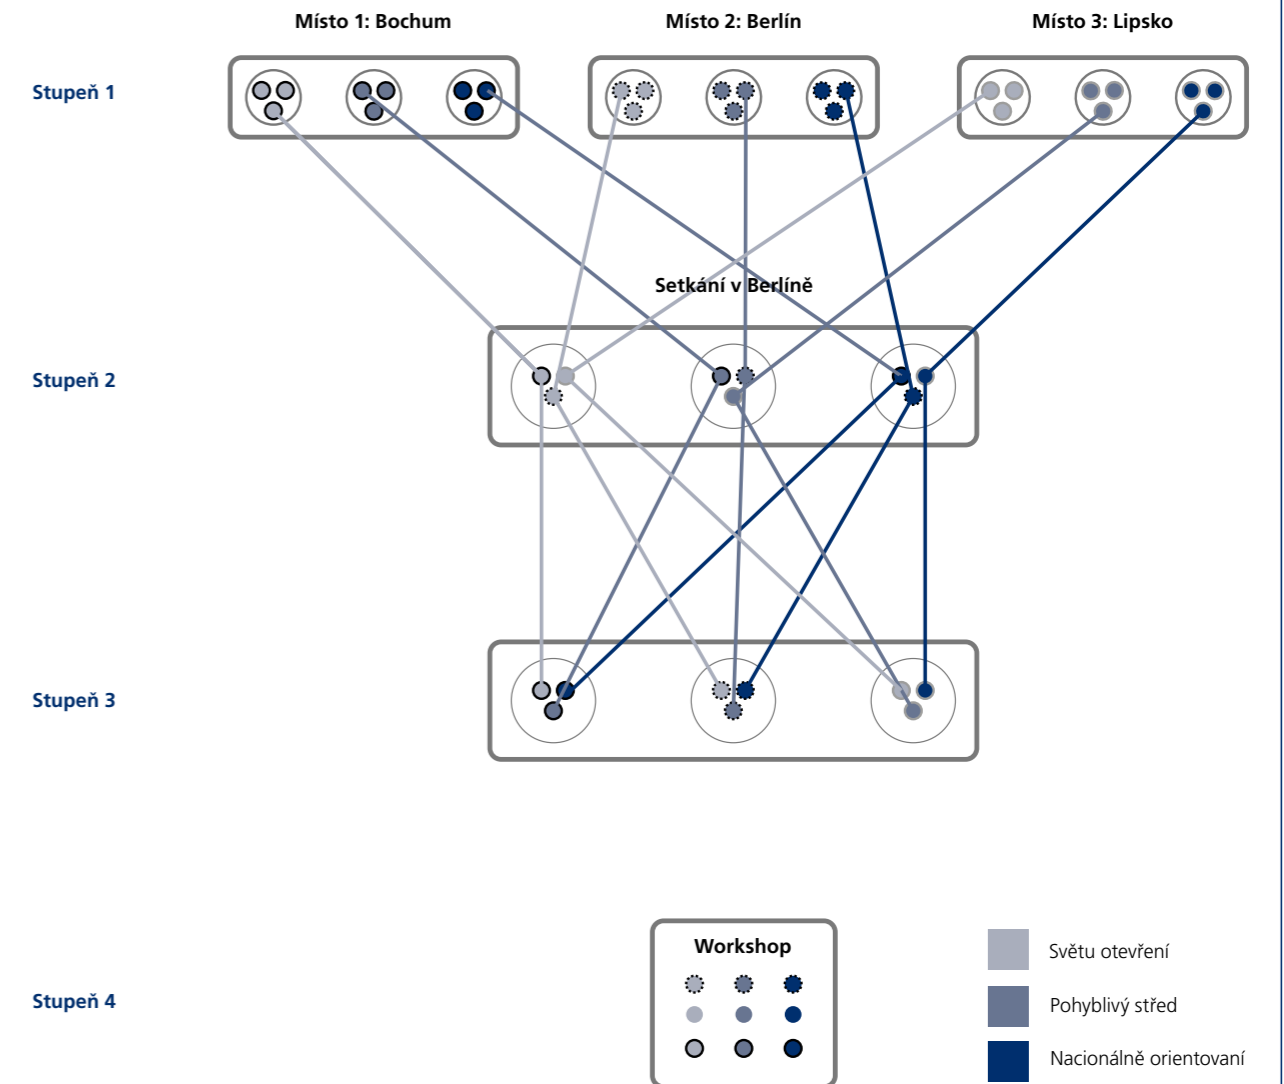 Místo 1: Bochum
Místo 2: Berlín
Místo 3: Lipsko
Stupeň 1
Setkání v Berlíně
Stupeň 2
Stupeň 3
Workshop
Stupeň 4
Světu otevření
Pohyblivý střed
Nacionálně orientovaní